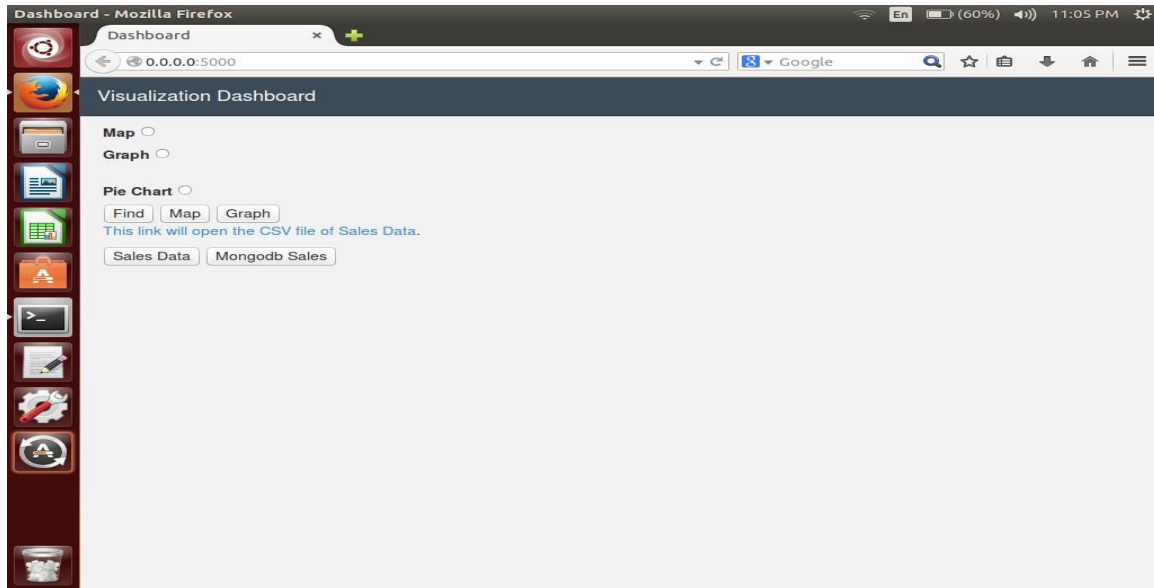 Dashboard - Mozilla Firefox
En (60%) 11:05 PM
Dashboard
0.0.0.0:5000
8 Google
Visualization Dashboard
Map
Graph
Pie Chart
Find Map Graph
This link will open the CSV file of Sales Data.
Sales Data Mongodb Sales